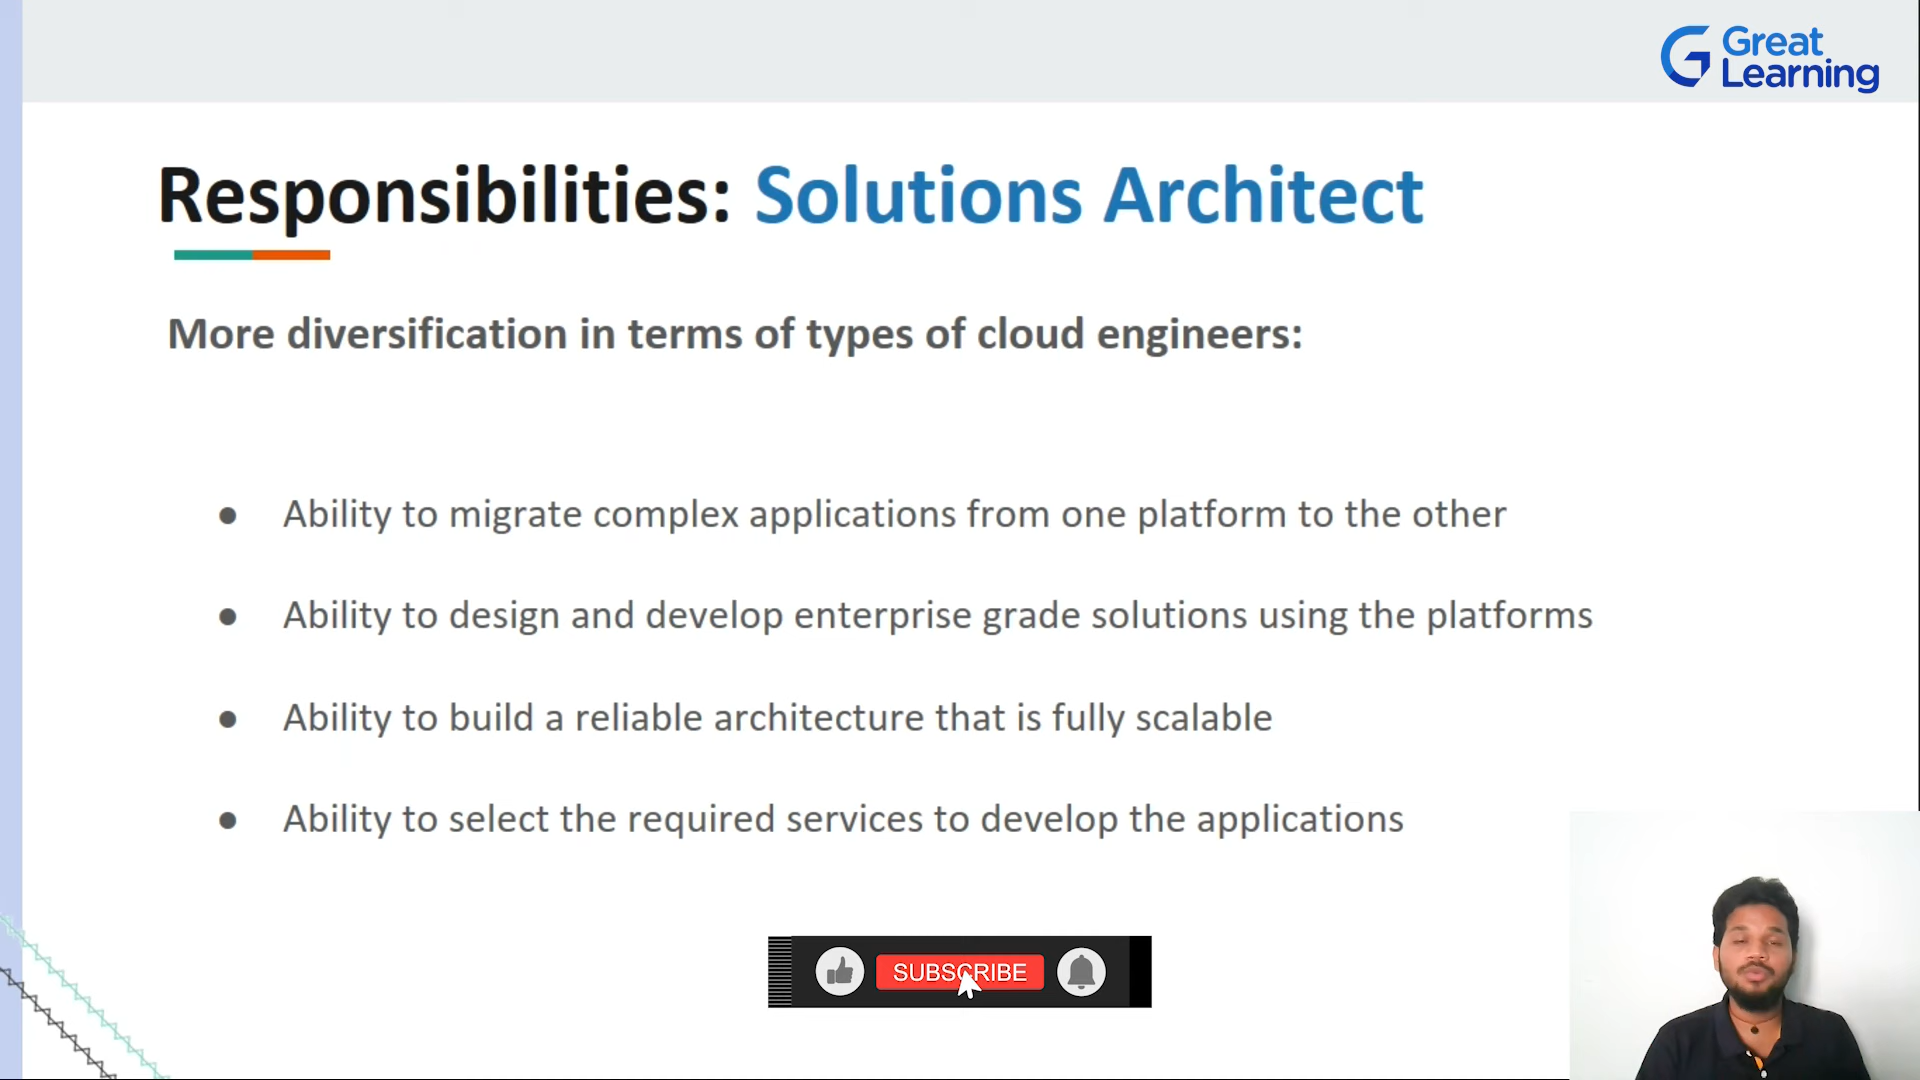 Great
Learning
Responsibilities: Solutions Architect
More diversification in terms of types of cloud engineers:
● Ability to migrate complex applications from one platform to the other
● Ability to design and develop enterprise grade solutions using the platforms
● Ability to build a reliable architecture that is fully scalable
● Ability to select the required services to develop the applications
SUBSCRIBE